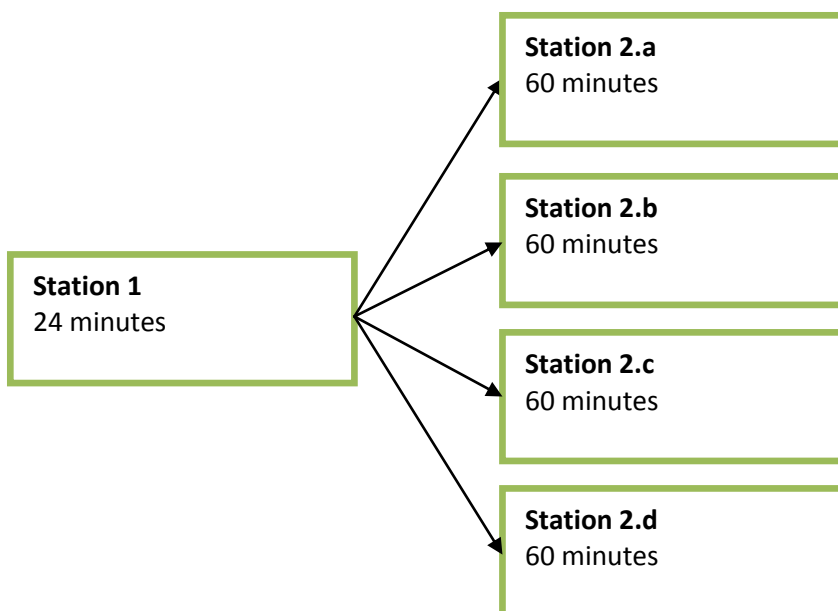 Station 1
24 minutes
Station 2.a
60 minutes
Station 2.b
60 minutes
Station 2.c
60 minutes
Station 2.d
60 minutes